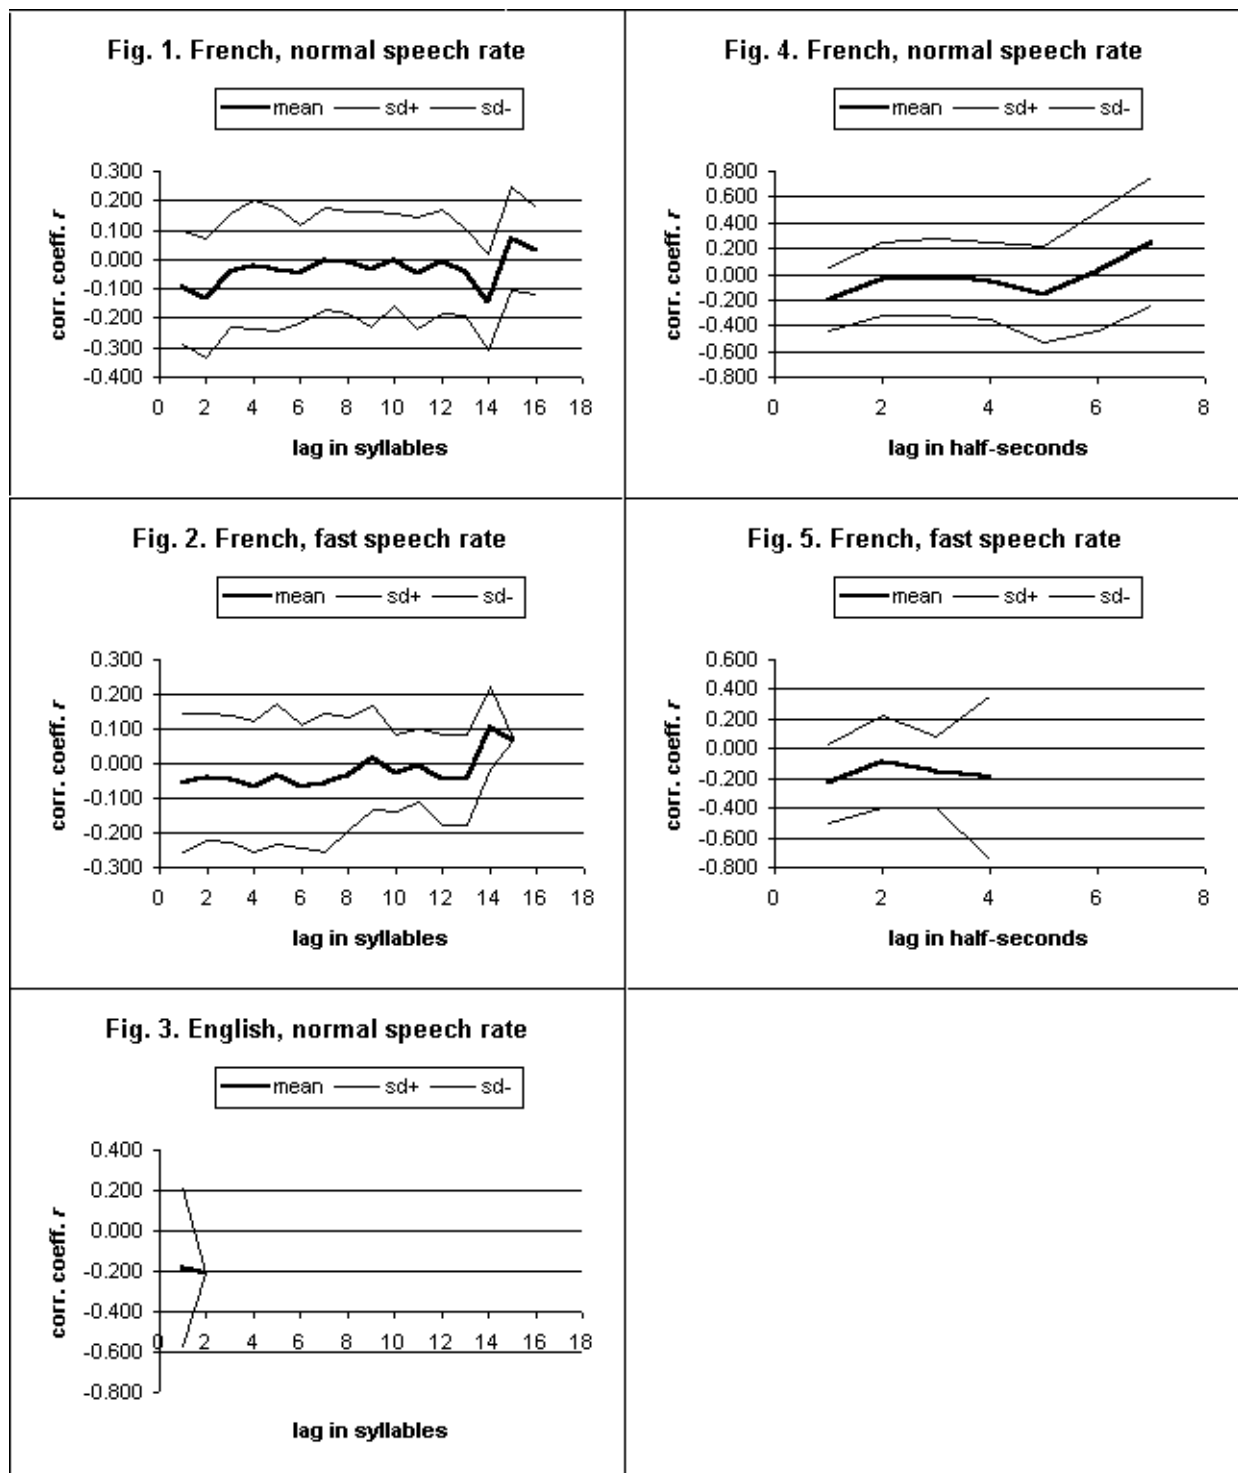 Fig. 1. French, normal speech rate
mean sd+ sd-
0.300
0.200
0.100
0.000
-0.100
-0.200
-0.300
-0.400
corr. coeff. r
0 2 4 6 8 10 12 14 16 18
lag in syllables
Fig. 4. French, normal speech rate
mean sd+ sd-
0.800
0.600
0.400
0.200
0.000
-0.200
-0.400
-0.600
-0.800
corr. coeff. r
0 2 4 6 8
lag in half-seconds
Fig. 2. French, fast speech rate
mean sd+ sd-
0.300
0.200
0.100
0.000
-0.100
-0.200
-0.300
corr. coeff. r
0 2 4 6 8 10 12 14 16 18
lag in syllables
Fig. 5. French, fast speech rate
mean sd+ sd-
0.600
0.400
0.200
0.000
-0.200
-0.400
-0.600
-0.800
corr. coeff. r
0 2 4 6 8
lag in half-seconds
Fig. 3. English, normal speech rate
mean sd+ sd-
0.400
0.200
0.000
-0.200
-0.400
-0.600
-0.800
corr. coeff. r
0 2 4 6 8 10 12 14 16 18
lag in syllables